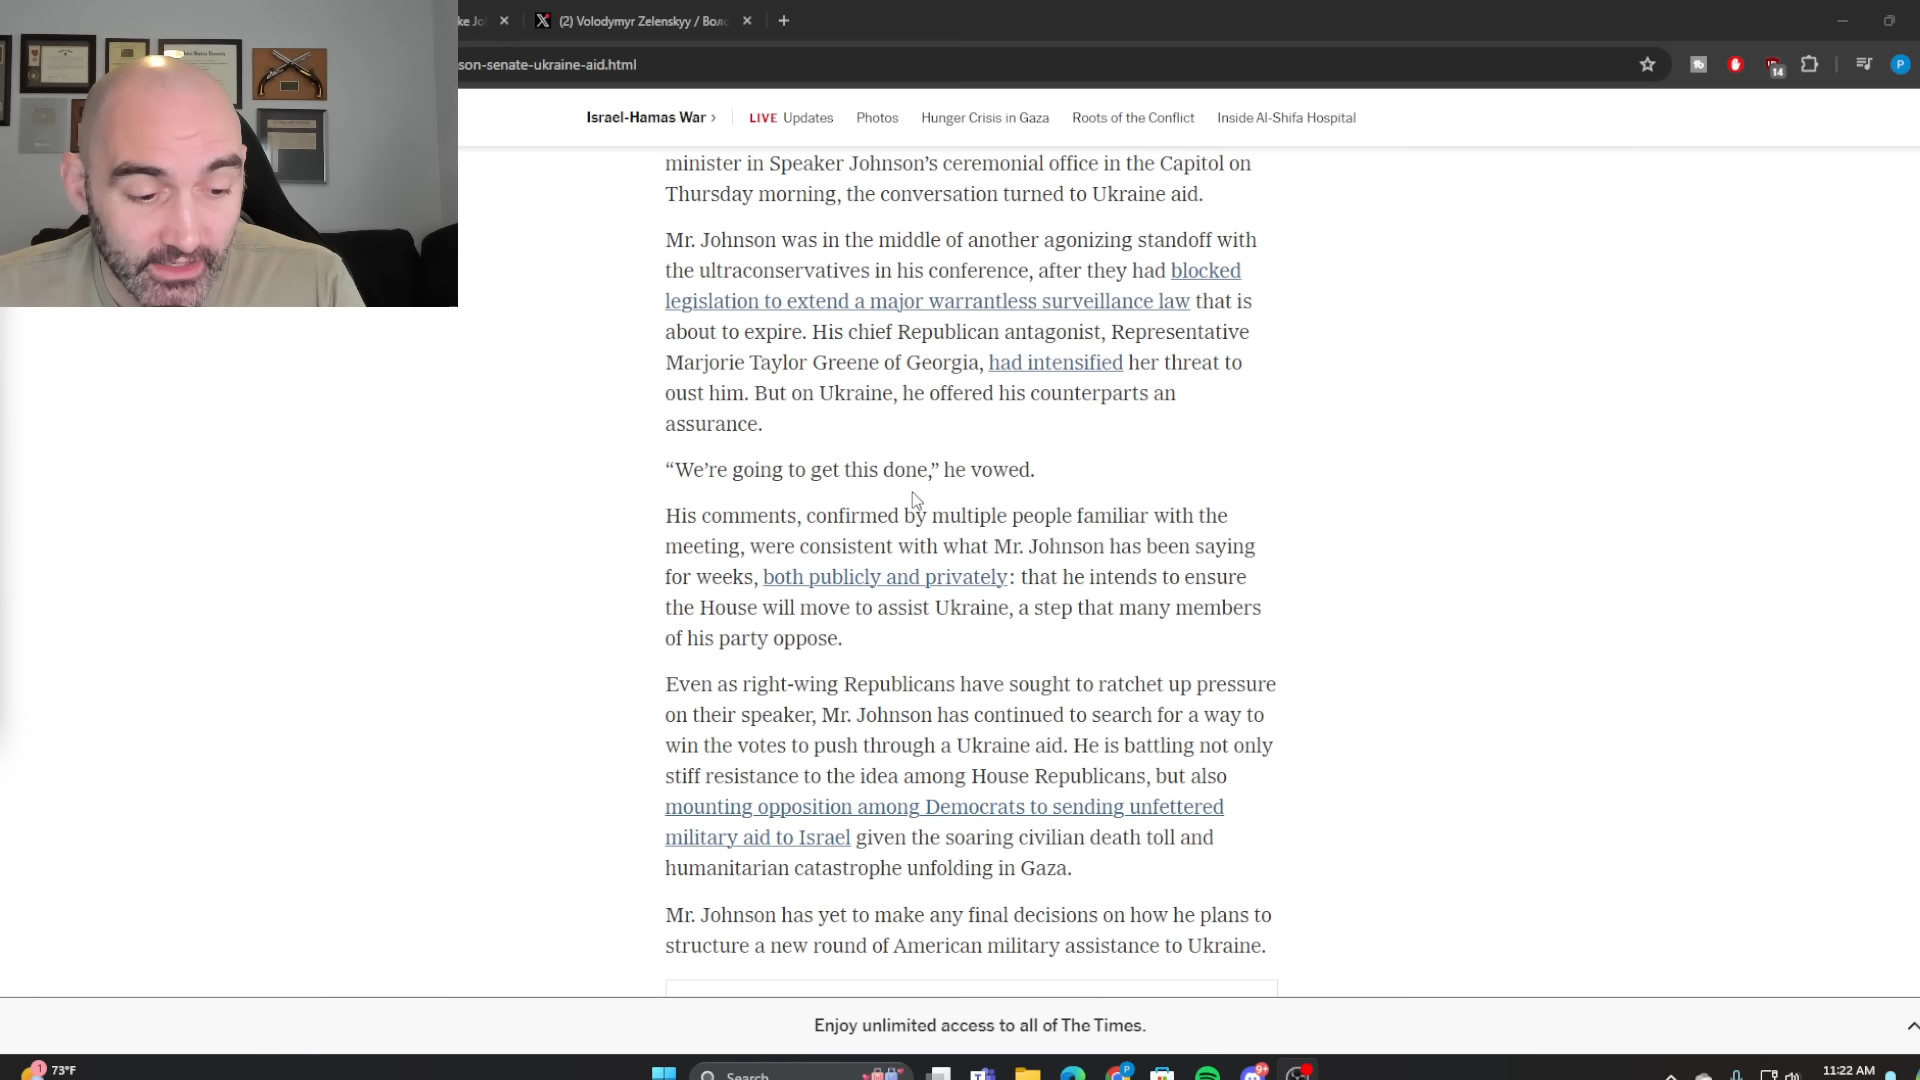 ke Jo
(2) Volodymyr Zelenskyy / Воло
son-senate-ukraine-aid.html
14
P
Israel-Hamas War
LIVE Updates
Photos
Hunger Crisis in Gaza
Roots of the Conflict
Inside Al-Shifa Hospital
minister in Speaker Johnson’s ceremonial office in the Capitol on
Thursday morning, the conversation turned to Ukraine aid.
Mr. Johnson was in the middle of another agonizing standoff with
the ultraconservatives in his conference, after they had blocked
legislation to extend a major warrantless surveillance law that is
about to expire. His chief Republican antagonist, Representative
Marjorie Taylor Greene of Georgia, had intensified her threat to
oust him. But on Ukraine, he offered his counterparts an
assurance.
“We’re going to get this done,” he vowed.
His comments, confirmed by multiple people familiar with the
meeting, were consistent with what Mr. Johnson has been saying
for weeks, both publicly and privately: that he intends to ensure
the House will move to assist Ukraine, a step that many members
of his party oppose.
Even as right-wing Republicans have sought to ratchet up pressure
on their speaker, Mr. Johnson has continued to search for a way to
win the votes to push through a Ukraine aid. He is battling not only
stiff resistance to the idea among House Republicans, but also
mounting opposition among Democrats to sending unfettered
military aid to Israel given the soaring civilian death toll and
humanitarian catastrophe unfolding in Gaza.
Mr. Johnson has yet to make any final decisions on how he plans to
structure a new round of American military assistance to Ukraine.
Enjoy unlimited access to all of The Times.
1
73°F
Search
P
9+
11:22 AM